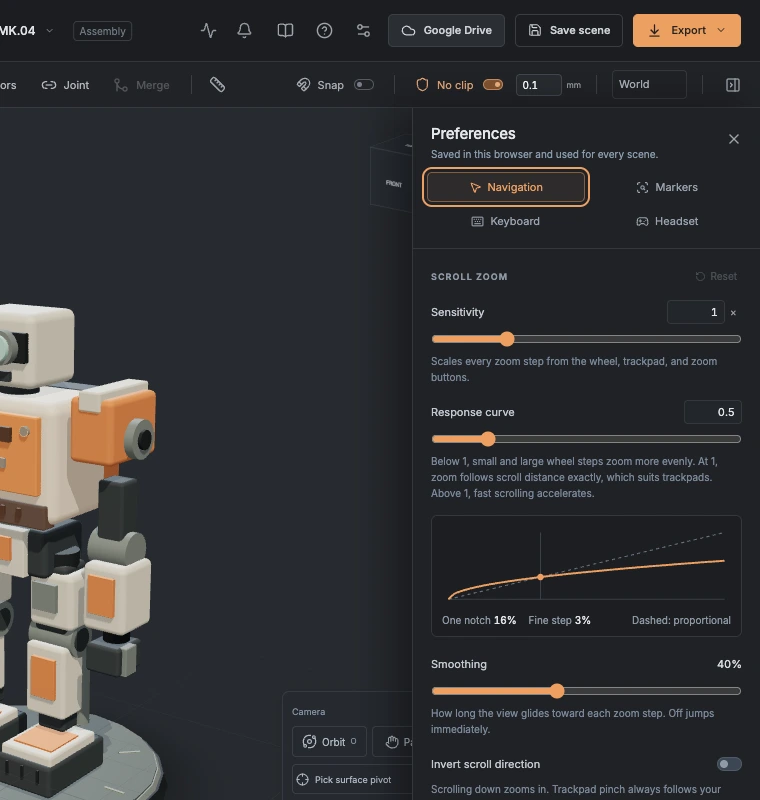 MK.04
Assembly
Google Drive
Save scene
Export
ors
Joint
Merge
Snap
No clip
0.1
mm
World
FRONT
Preferences
Saved in this browser and used for every scene.
Navigation
Markers
Keyboard
Headset
SCROLL ZOOM
Reset
Sensitivity
1
×
Scales every zoom step from the wheel, trackpad, and zoom
buttons.
Response curve
0.5
Below 1, small and large wheel steps zoom more evenly. At 1,
zoom follows scroll distance exactly, which suits trackpads.
Above 1, fast scrolling accelerates.
One notch 16%
Fine step 3%
Dashed: proportional
Smoothing
40%
How long the view glides toward each zoom step. Off jumps
immediately.
Invert scroll direction
Scrolling down zooms in. Trackpad pinch always follows your
Camera
Orbit O
Pa
Pick surface pivot